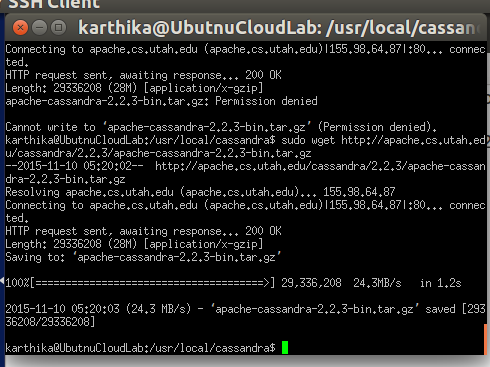 SSH Client
karthika@UbutnuCloudLab: /usr/local/cassan
Connecting to apache.cs.utah.edu (apache.cs.utah.edu)|155.98.64.87|:80... connec
ted.
HTTP request sent, awaiting response... 200 OK
Length: 29336208 (28M) [application/x-gzip]
apache-cassandra-2.2.3-bin.tar.gz: Permission denied
Cannot write to ‘apache-cassandra-2.2.3-bin.tar.gz’ (Permission denied).
karthika@UbutnuCloudLab:/usr/local/cassandra$ sudo wget http://apache.cs.utah.ed
u/cassandra/2.2.3/apache-cassandra-2.2.3-bin.tar.gz
--2015-11-10 05:20:02-- http://apache.cs.utah.edu/cassandra/2.2.3/apache-cassan
dra-2.2.3-bin.tar.gz
Resolving apache.cs.utah.edu (apache.cs.utah.edu)... 155.98.64.87
Connecting to apache.cs.utah.edu (apache.cs.utah.edu)|155.98.64.87|:80... connec
ted.
HTTP request sent, awaiting response... 200 OK
Length: 29336208 (28M) [application/x-gzip]
Saving to: ‘apache-cassandra-2.2.3-bin.tar.gz’
100%[======================================>] 29,336,208 24.3MB/s in 1.2s
2015-11-10 05:20:03 (24.3 MB/s) - ‘apache-cassandra-2.2.3-bin.tar.gz’ saved [293
36208/29336208]
karthika@UbutnuCloudLab:/usr/local/cassandra$